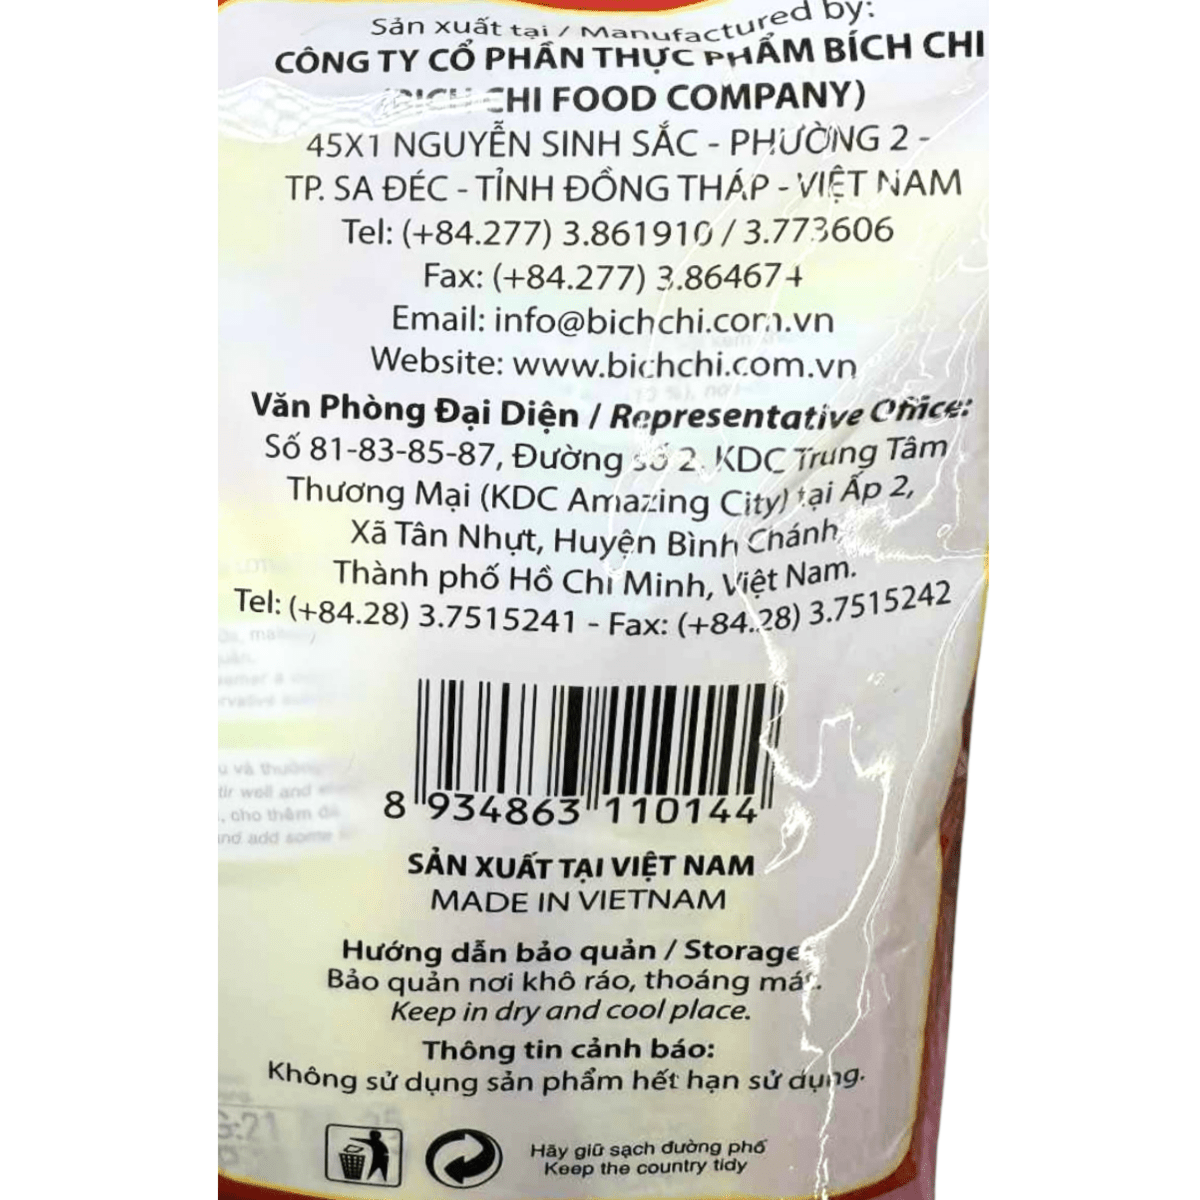 Sản xuất tại / Manufactured by:
CÔNG TY CỔ PHẦN THỰC PHẨM BÍCH CHI
(BICH CHI FOOD COMPANY)
45X1 NGUYỄN SINH SẮC - PHƯỜNG 2 -
TP. SA ĐÉC - TỈNH ĐỒNG THÁP - VIỆT NAM
Tel: (+84.277) 3.861910 / 3.773606
Fax: (+84.277) 3.864674
Email: info@bichchi.com.vn
Website: www.bichchi.com.vn
Văn Phòng Đại Diện / Representative Office:
Số 81-83-85-87, Đường số 2, KDC Trung Tâm
Thương Mại (KDC Amazing City) tại Ấp 2,
Xã Tân Nhựt, Huyện Bình Chánh,
Thành phố Hồ Chí Minh, Việt Nam.
Tel: (+84.28) 3.7515241 - Fax: (+84.28) 3.7515242
8 934863 110144
SẢN XUẤT TẠI VIỆT NAM
MADE IN VIETNAM
Hướng dẫn bảo quản / Storage:
Bảo quản nơi khô ráo, thoáng mát.
Keep in dry and cool place.
Thông tin cảnh báo:
Không sử dụng sản phẩm hết hạn sử dụng.
Hãy giữ sạch đường phố
Keep the country tidy